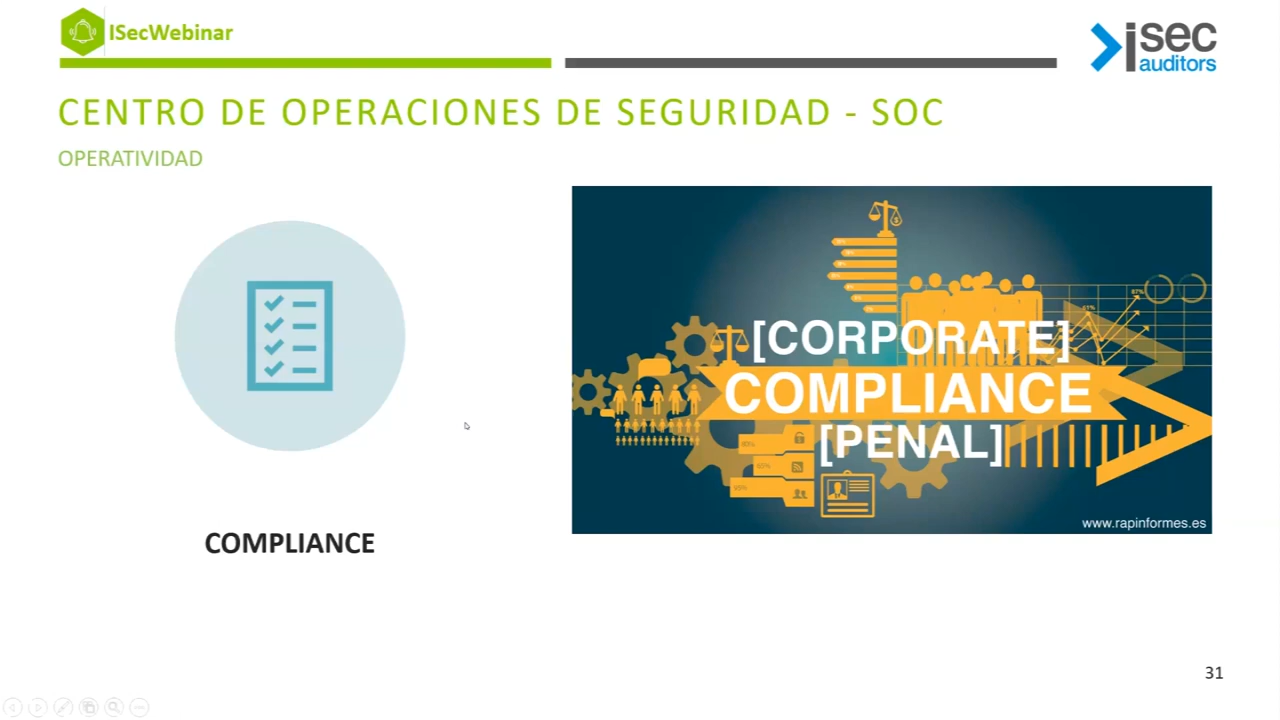 ISecWebinar
isec
auditors
CENTRO DE OPERACIONES DE SEGURIDAD - SOC
OPERATIVIDAD
[CORPORATE]
COMPLIANCE
[PENAL]
www.rapinformes.es
COMPLIANCE
31